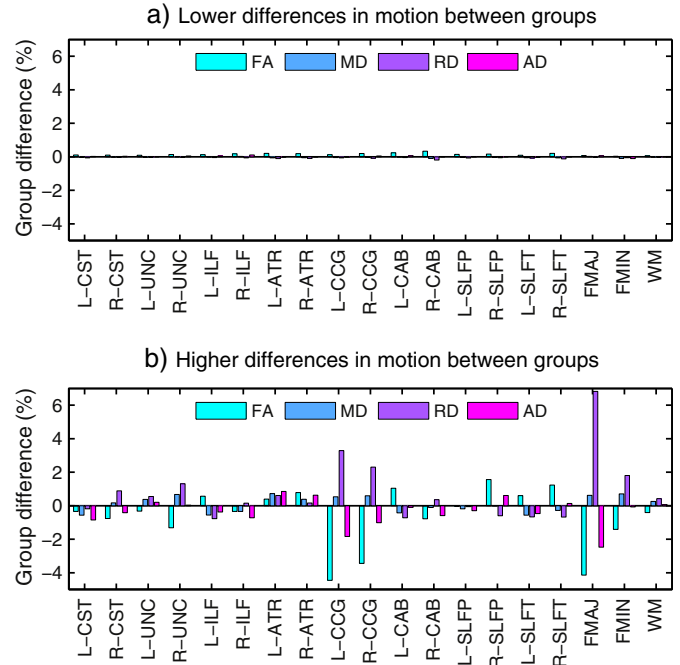 a) Lower differences in motion between groups
Group difference (%)
6
4
2
0
−2
−4
FA MD RD AD
L−CST R−CST L−UNC R−UNC L−ILF R−ILF L−ATR R−ATR L−CCG R−CCG L−CAB R−CAB L−SLFP R−SLFP L−SLFT R−SLFT FMAJ FMIN WM
b) Higher differences in motion between groups
Group difference (%)
6
4
2
0
−2
−4
FA MD RD AD
L−CST R−CST L−UNC R−UNC L−ILF R−ILF L−ATR R−ATR L−CCG R−CCG L−CAB R−CAB L−SLFP R−SLFP L−SLFT R−SLFT FMAJ FMIN WM